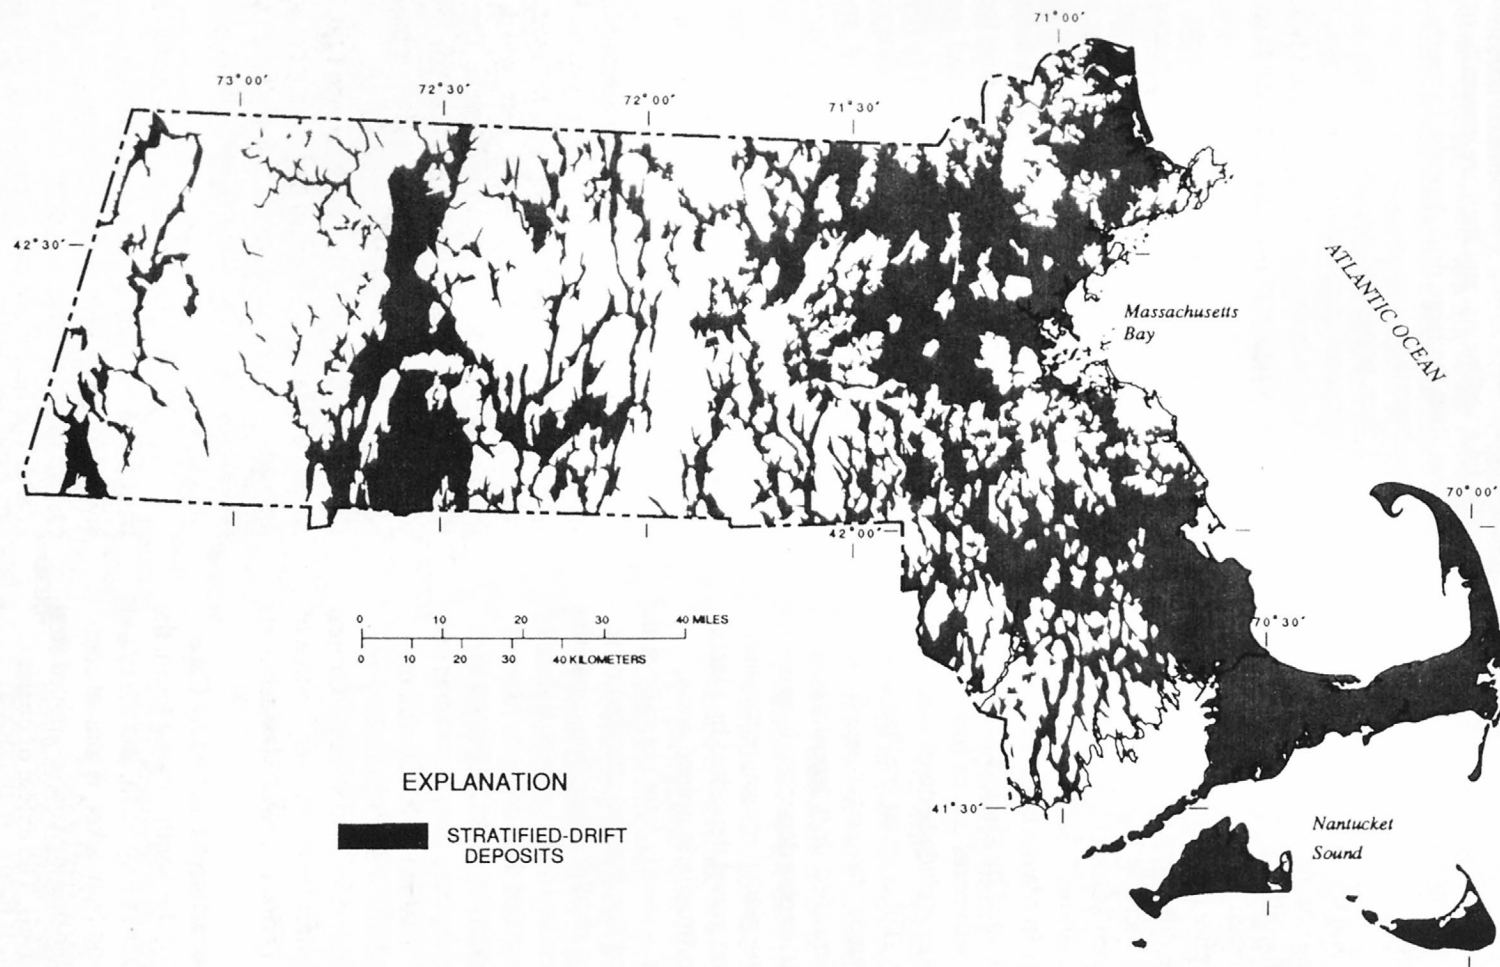 71°00′
73°00′
72°30′
72°00′
71°30′
42°30′
ATLANTIC OCEAN
Massachusetts
Bay
70°00′
42°00′
0 10 20 30 40 MILES
0 10 20 30 40 KILOMETERS
70°30′
EXPLANATION
STRATIFIED-DRIFT
DEPOSITS
41°30′
Nantucket
Sound